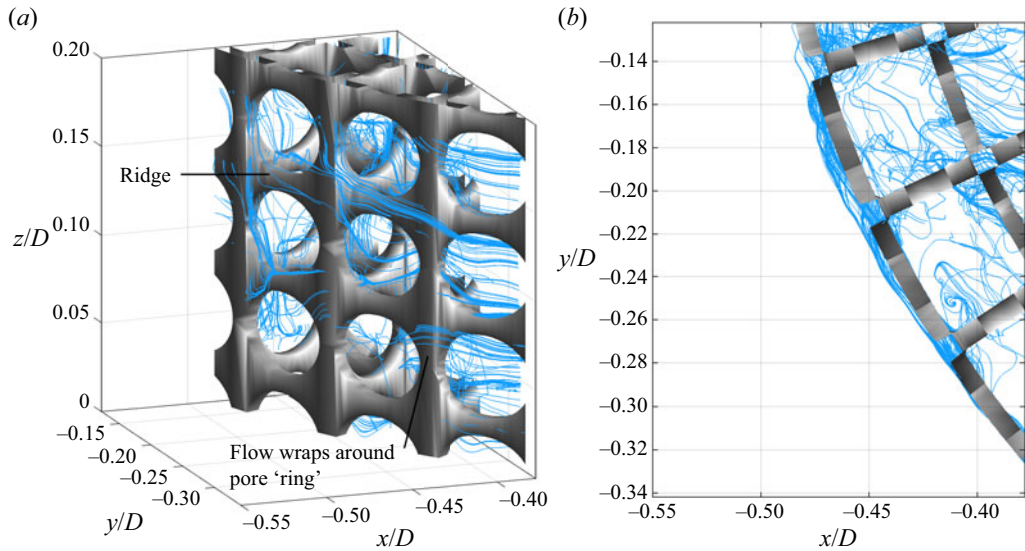 (a)
0.20
0.15
0.10
0.05
0
z/D
Ridge
Flow wraps around
pore ‘ring’
–0.15
–0.20
–0.25
–0.30
y/D
–0.55
–0.50
–0.45
–0.40
x/D
(b)
–0.14
–0.16
–0.18
–0.20
–0.22
–0.24
–0.26
–0.28
–0.30
–0.32
–0.34
y/D
–0.55
–0.50
–0.45
–0.40
x/D